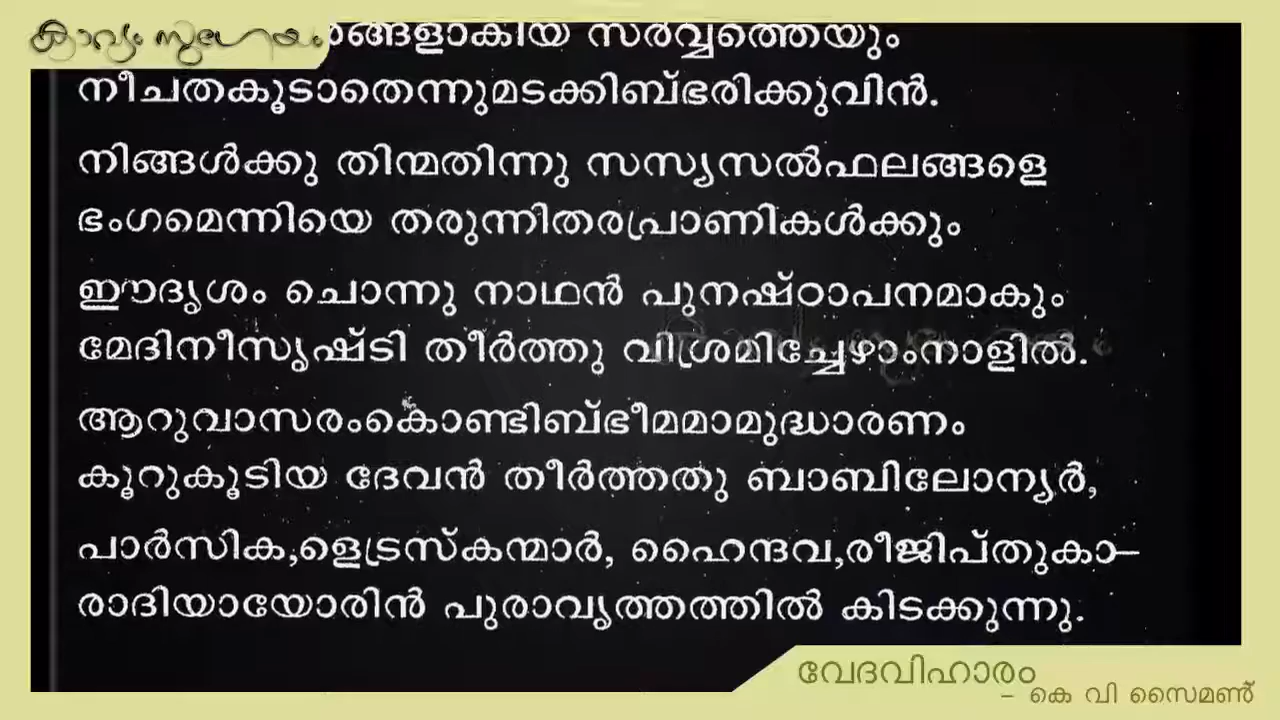 കാവ്യം സുഗേയം
ങ്ങളാകിയ സർവ്വത്തെയും
നീചതകൂടാതെന്നുമടക്കിബ്ഭരിക്കുവിൻ.
നിങ്ങൾക്കു തിന്മതിന്നു സസ്യസൽഫലങ്ങളെ
ഭംഗമെന്നിയെ തരുന്നിതരപ്രാണികൾക്കും
ഈദൃശം ചൊന്നു നാഥൻ പുനഷ്ഠാപനമാകും
മേദിനീസൃഷ്ടി തീർത്തു വിശ്രമിച്ചേഴാംനാളിൽ.
ആറുവാസരംകൊണ്ടിബ്ഭീമമാമുദ്ധാരണം
കൂറുകൂടിയ ദേവൻ തീർത്തതു ബാബിലോന്യർ,
പാർസിക,ളെട്രസ്കന്മാർ, ഹൈന്ദവ,രീജിപ്തുകാ–
രാദിയായോരിൻ പുരാവൃത്തത്തിൽ കിടക്കുന്നു.
വേദവിഹാരം
– കെ വി സൈമൺ